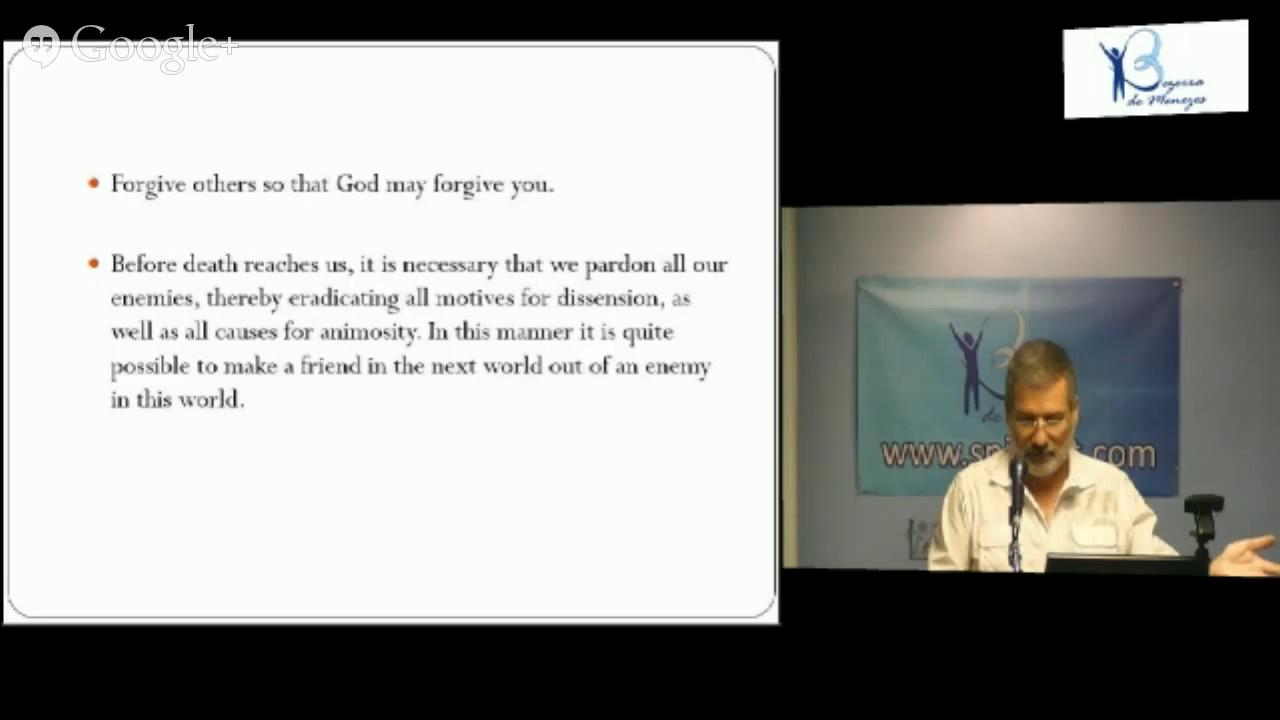 Google+
Bezerra
de Menezes
Forgive others so that God may forgive you.
Before death reaches us, it is necessary that we pardon all our
enemies, thereby eradicating all motives for dissension, as
well as all causes for animosity. In this manner it is quite
possible to make a friend in the next world out of an enemy
in this world.
de
.com